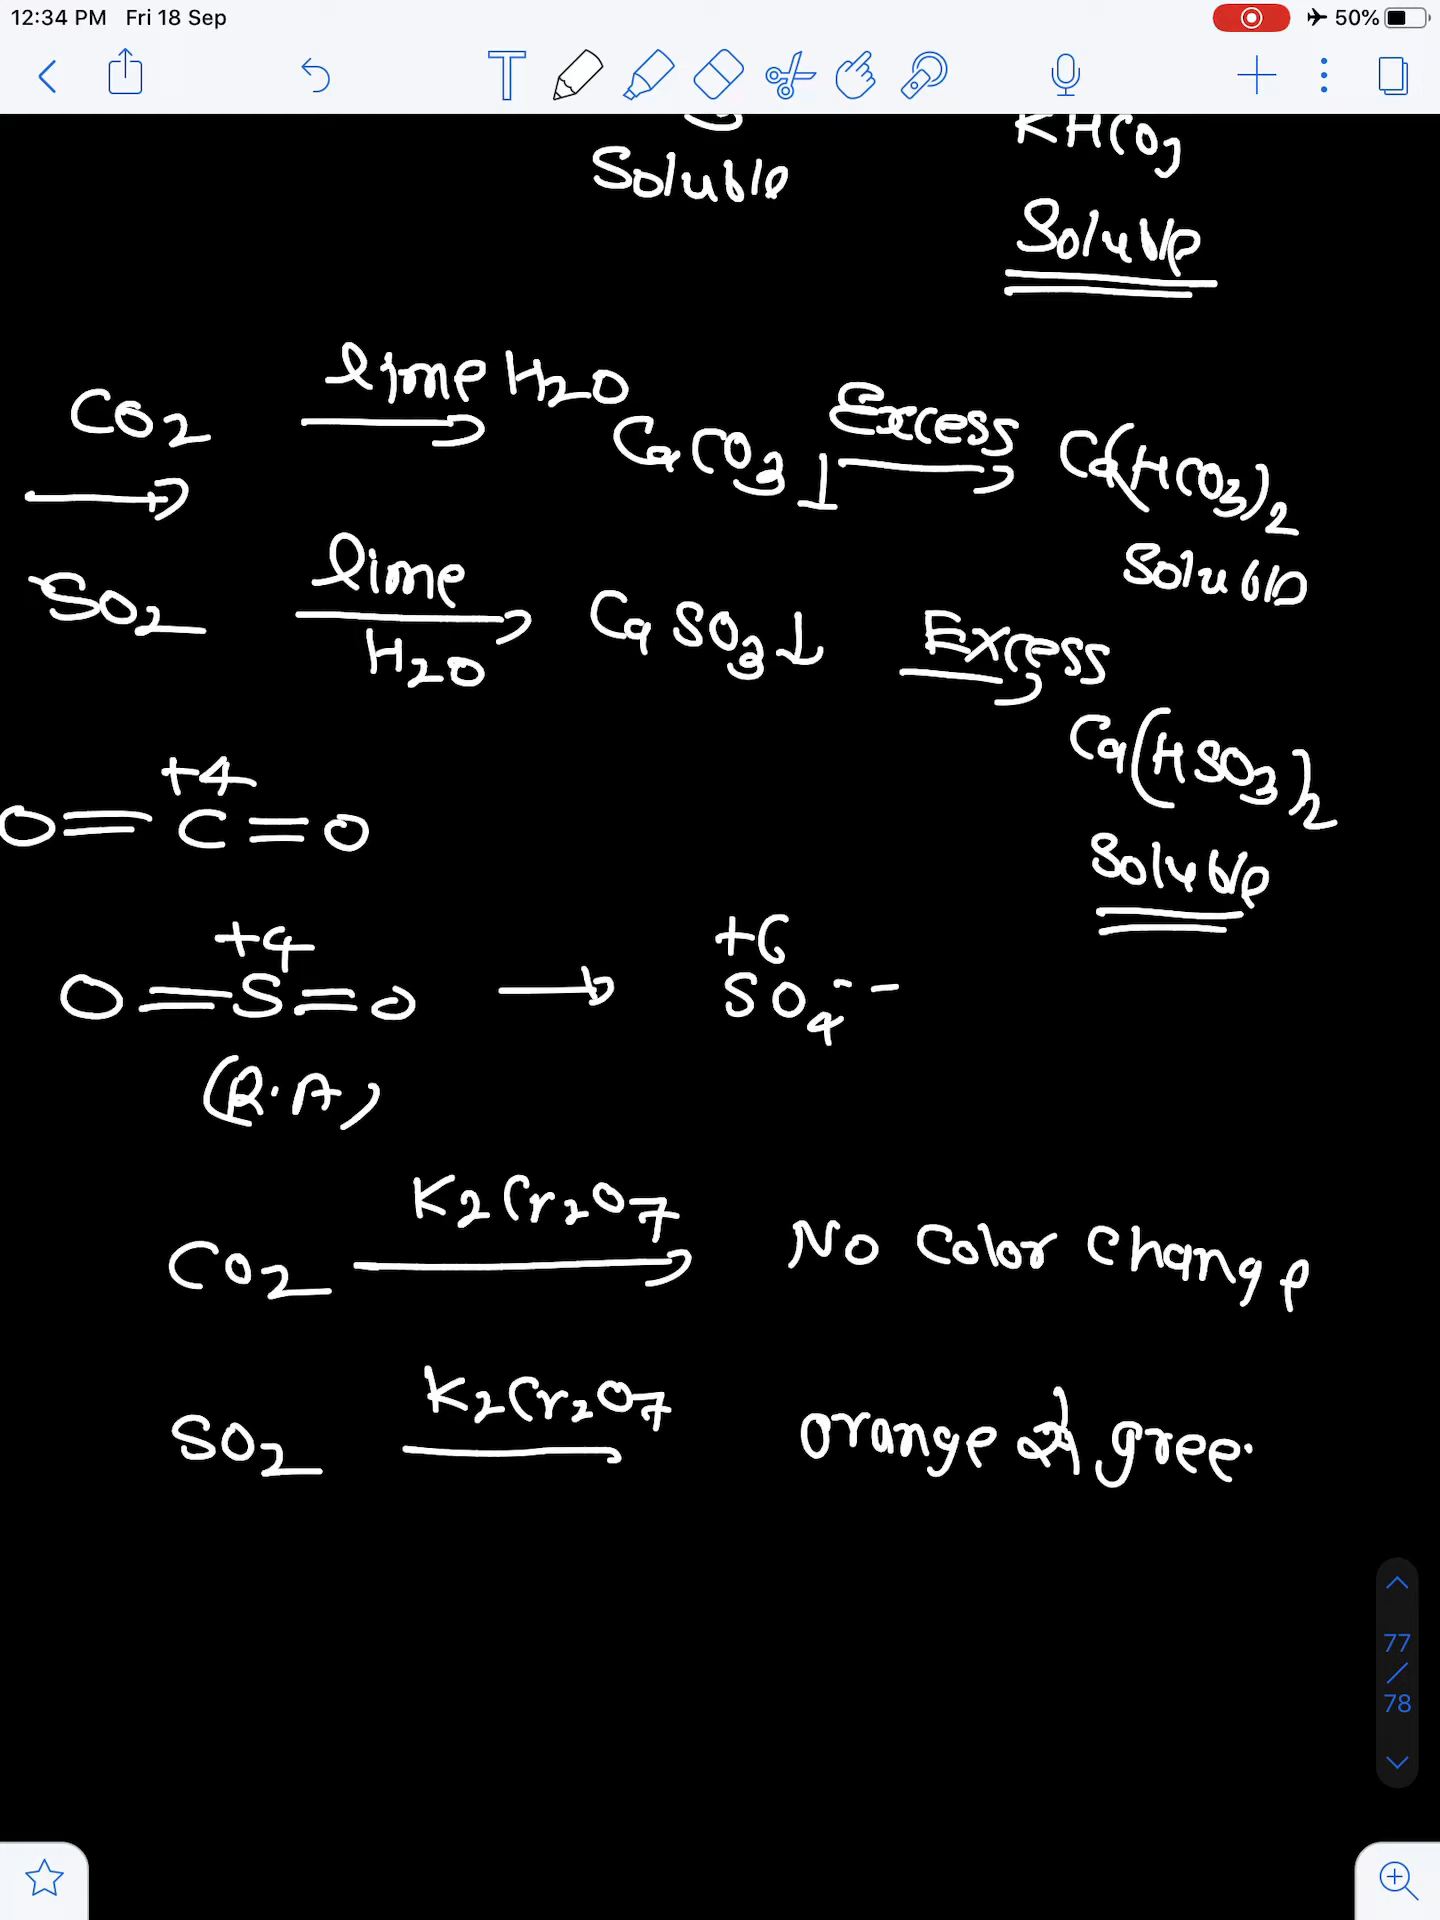 12:34 PM Fri 18 Sep 50%
T
KHCO3
Soluble
Soluble
CO2 lime H2O CaCO3↓ Excess Ca(HCO3)2
Soluble
SO2 lime H2O CaSO3↓ Excess
Ca(HSO3)2
Soluble
+4
O=C=O
+4 +6
O=S=O → SO4--
(R.A)
CO2 K2Cr2O7 No Color Change
SO2 K2Cr2O7 orange gree
77
/
78